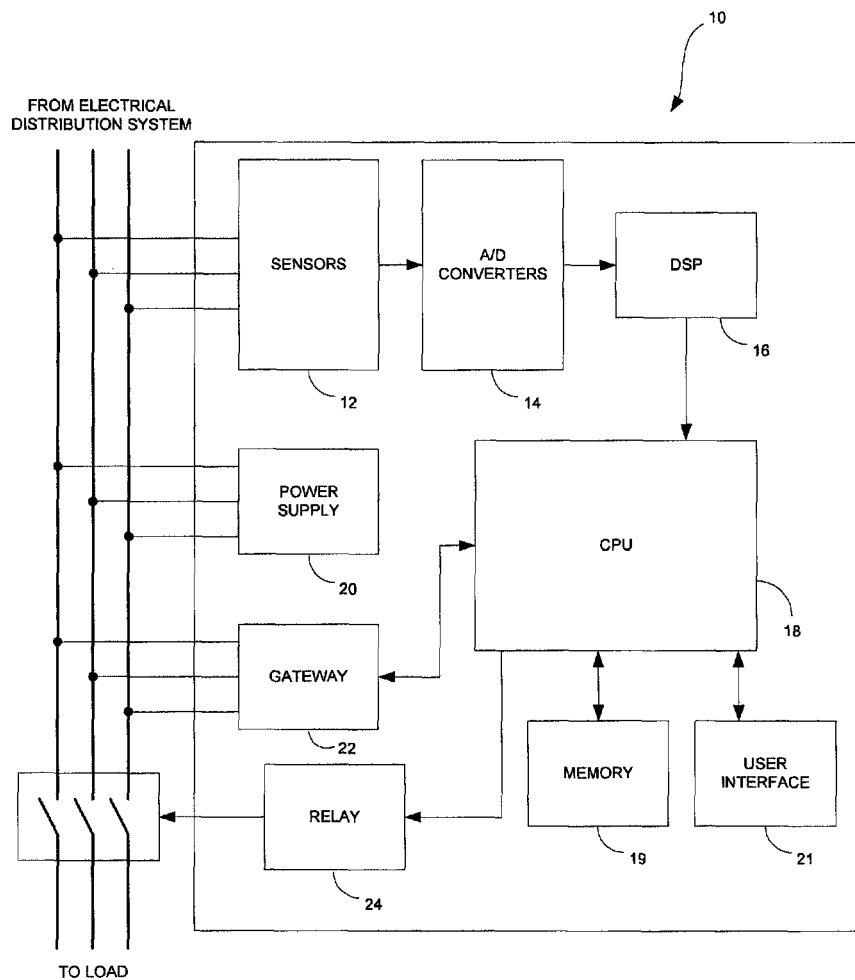 10
FROM ELECTRICAL
DISTRIBUTION SYSTEM
SENSORS
A/D
CONVERTERS
DSP
16
12
14
POWER
SUPPLY
CPU
20
18
GATEWAY
22
MEMORY
USER
INTERFACE
RELAY
19
21
24
TO LOAD